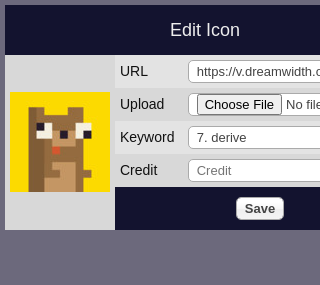 Edit Icon
URL https://v.dreamwidth.o
Upload Choose File No file
Keyword 7. derive
Credit Credit
Save